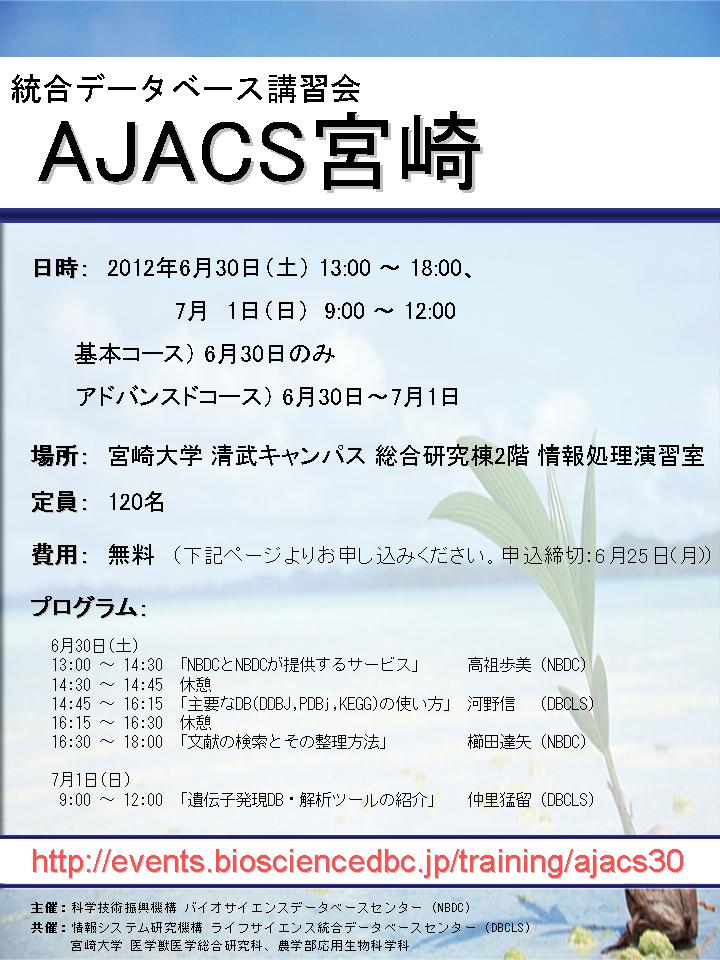 統合データベース講習会
AJACS宮崎
日時： 2012年6月30日（土） 13:00 ～ 18:00、
7月 1日（日） 9:00 ～ 12:00
基本コース） 6月30日のみ
アドバンスドコース） 6月30日～7月1日
場所： 宮崎大学 清武キャンパス 総合研究棟2階 情報処理演習室
定員： 120名
費用： 無料 （下記ページよりお申し込みください。申込締切：6月25日（月））
プログラム：
6月30日（土）
13:00 ～ 14:30 「NBDCとNBDCが提供するサービス」 高祖歩美（NBDC）
14:30 ～ 14:45 休憩
14:45 ～ 16:15 「主要なDB(DDBJ,PDBj,KEGG)の使い方」 河野信 （DBCLS）
16:15 ～ 16:30 休憩
16:30 ～ 18:00 「文献の検索とその整理方法」 櫛田達矢（NBDC）
7月1日（日）
9:00 ～ 12:00 「遺伝子発現DB・解析ツールの紹介」 仲里猛留（DBCLS）
http://events.biosciencedbc.jp/training/ajacs30
主催：科学技術振興機構 バイオサイエンスデータベースセンター（NBDC）
共催：情報システム研究機構 ライフサイエンス統合データベースセンター（DBCLS）
宮崎大学 医学獣医学総合研究科、農学部応用生物科学科